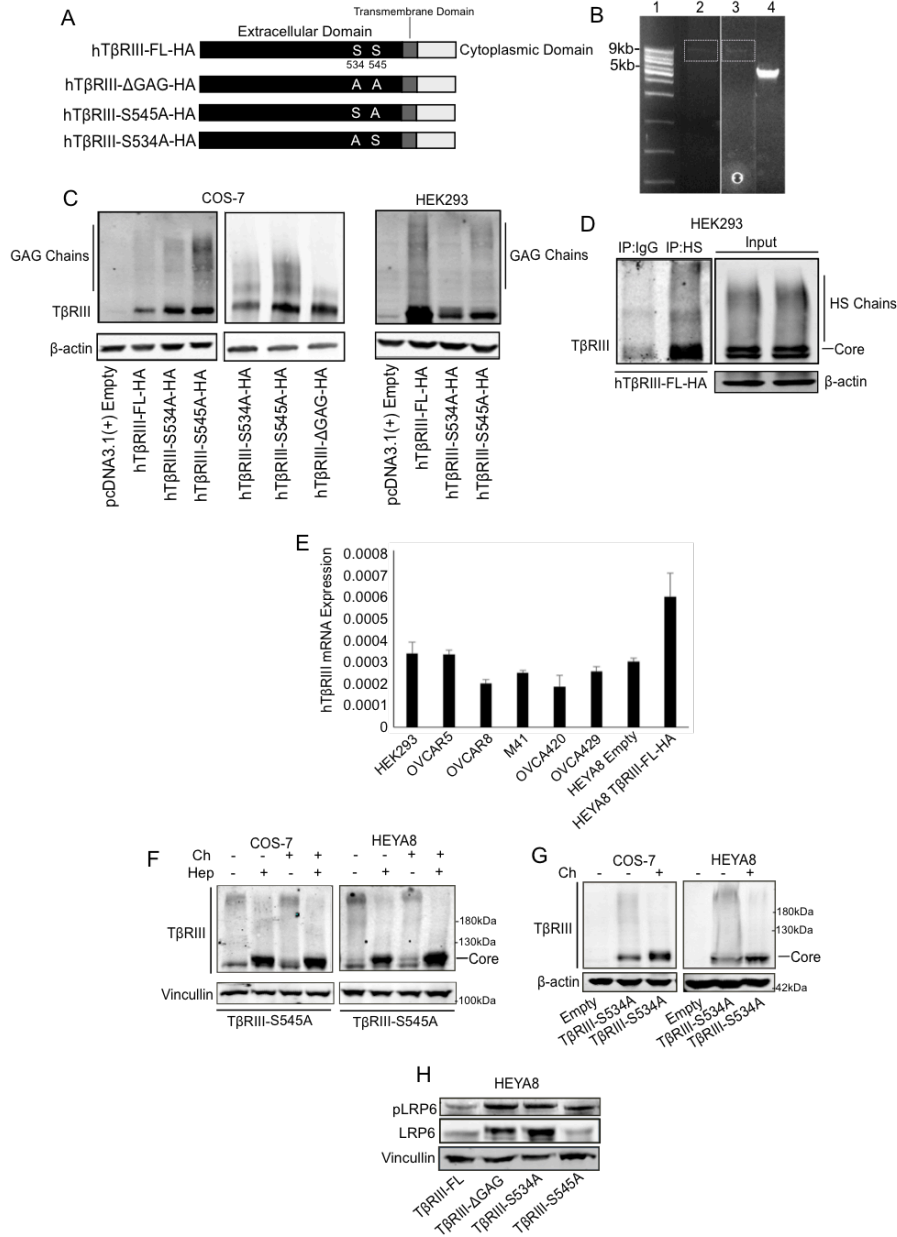 A
Transmembrane Domain
Extracellular Domain
hTβRIII-FL-HA S S Cytoplasmic Domain
534 545
hTβRIII-ΔGAG-HA A A
hTβRIII-S545A-HA S A
hTβRIII-S534A-HA A S
B
1 2 3 4
9kb-
5kb-
C
COS-7 HEK293
GAG Chains GAG Chains
TβRIII
β-actin
pcDNA3.1(+) Empty
hTβRIII-FL-HA
hTβRIII-S534A-HA
hTβRIII-S545A-HA
hTβRIII-S534A-HA
hTβRIII-S545A-HA
hTβRIII-ΔGAG-HA
pcDNA3.1(+) Empty
hTβRIII-FL-HA
hTβRIII-S534A-HA
hTβRIII-S545A-HA
D
HEK293
IP:IgG IP:HS Input
HS Chains
TβRIII Core
hTβRIII-FL-HA β-actin
E
hTβRIII mRNA Expression
0.0008
0.0007
0.0006
0.0005
0.0004
0.0003
0.0002
0.0001
0
HEK293
OVCAR5
OVCAR8
M41
OVCA420
OVCA429
HEYA8 Empty
HEYA8 TβRIII-FL-HA
F
COS-7 HEYA8
Ch - - + + - - + +
Hep - + - + - + - +
TβRIII
180kDa
130kDa
Core
Vincullin
100kDa
TβRIII-S545A TβRIII-S545A
G
COS-7 HEYA8
Ch - - + - - +
TβRIII
180kDa
130kDa
Core
β-actin
42kDa
Empty
TβRIII-S534A
TβRIII-S534A
Empty
TβRIII-S534A
TβRIII-S534A
H
HEYA8
pLRP6
LRP6
Vincullin
TβRIII-FL
TβRIII-ΔGAG
TβRIII-S534A
TβRIII-S545A